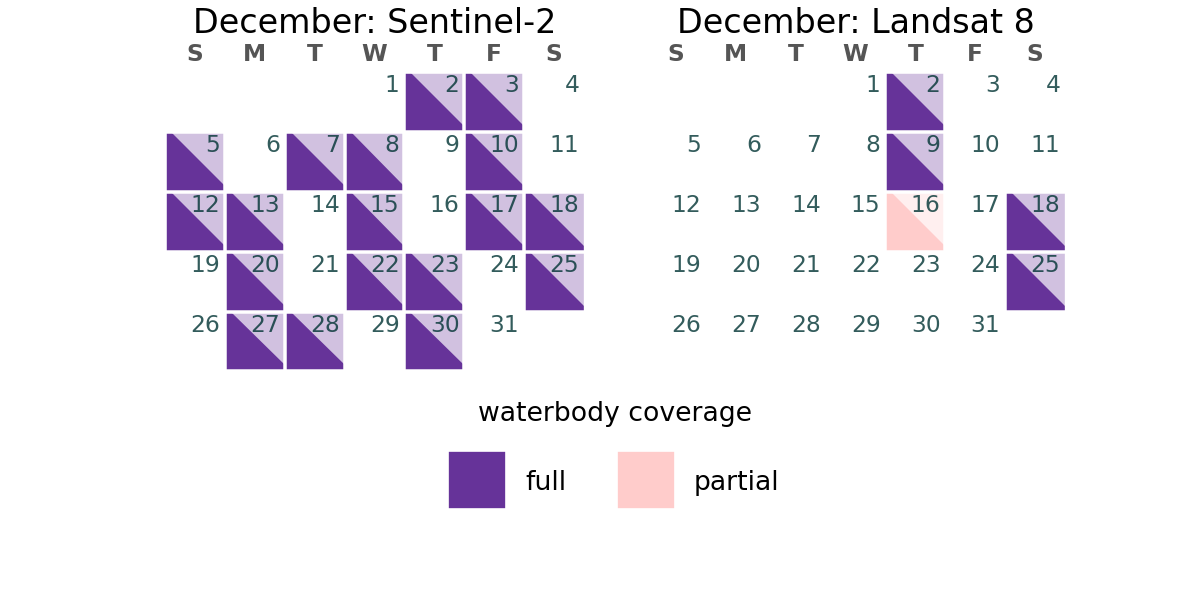 December: Sentinel-2
S M T W T F S
1 2 3 4
5 6 7 8 9 10 11
12 13 14 15 16 17 18
19 20 21 22 23 24 25
26 27 28 29 30 31
December: Landsat 8
S M T W T F S
1 2 3 4
5 6 7 8 9 10 11
12 13 14 15 16 17 18
19 20 21 22 23 24 25
26 27 28 29 30 31
waterbody coverage
full partial